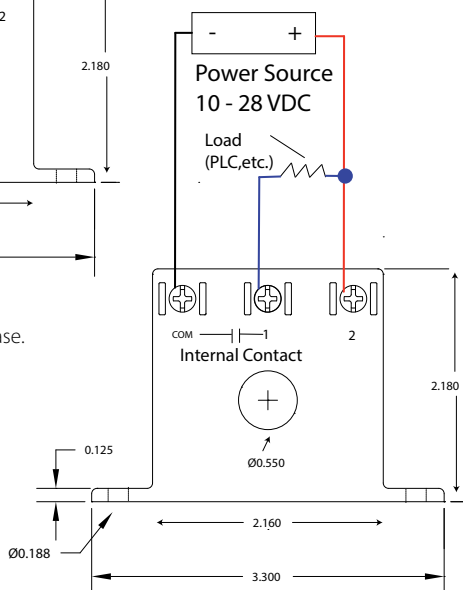 2
2.180
- +
Power Source
10 - 28 VDC
Load
(PLC,etc.)
COM 1 2
Internal Contact
2.180
0.125
Ø0.550
Ø0.188
2.160
3.300